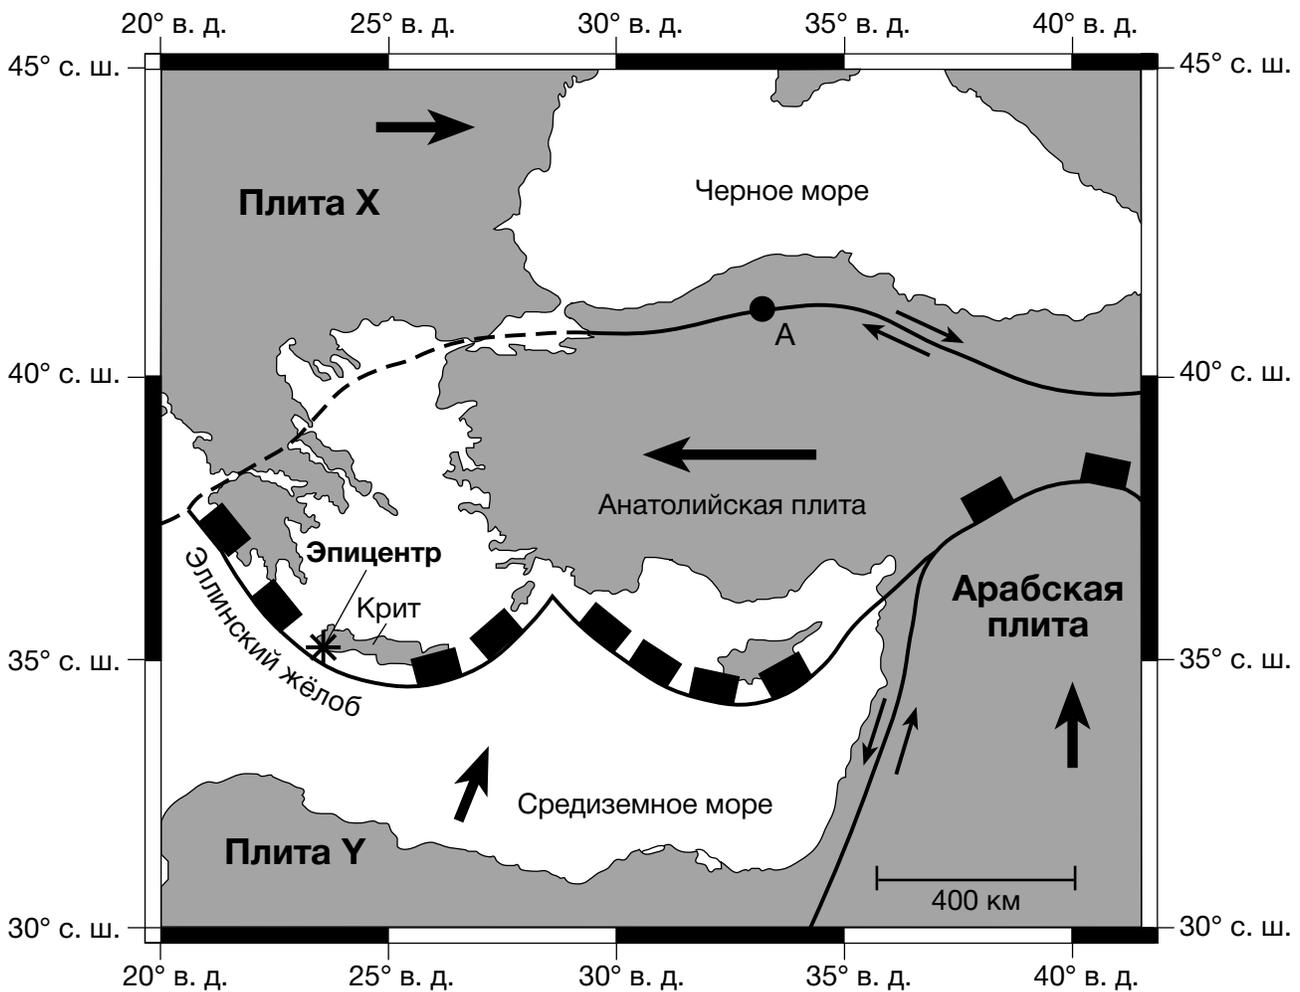 20° в. д. 25° в. д. 30° в. д. 35° в. д. 40° в. д.
45° с. ш. 45° с. ш.
Плита X
Черное море
A
40° с. ш. 40° с. ш.
Анатолийская плита
Эпицентр
Крит
Эллинский жёлоб
Арабская
плита
35° с. ш. 35° с. ш.
Средиземное море
Плита Y
400 км
30° с. ш. 30° с. ш.
20° в. д. 25° в. д. 30° в. д. 35° в. д. 40° в. д.